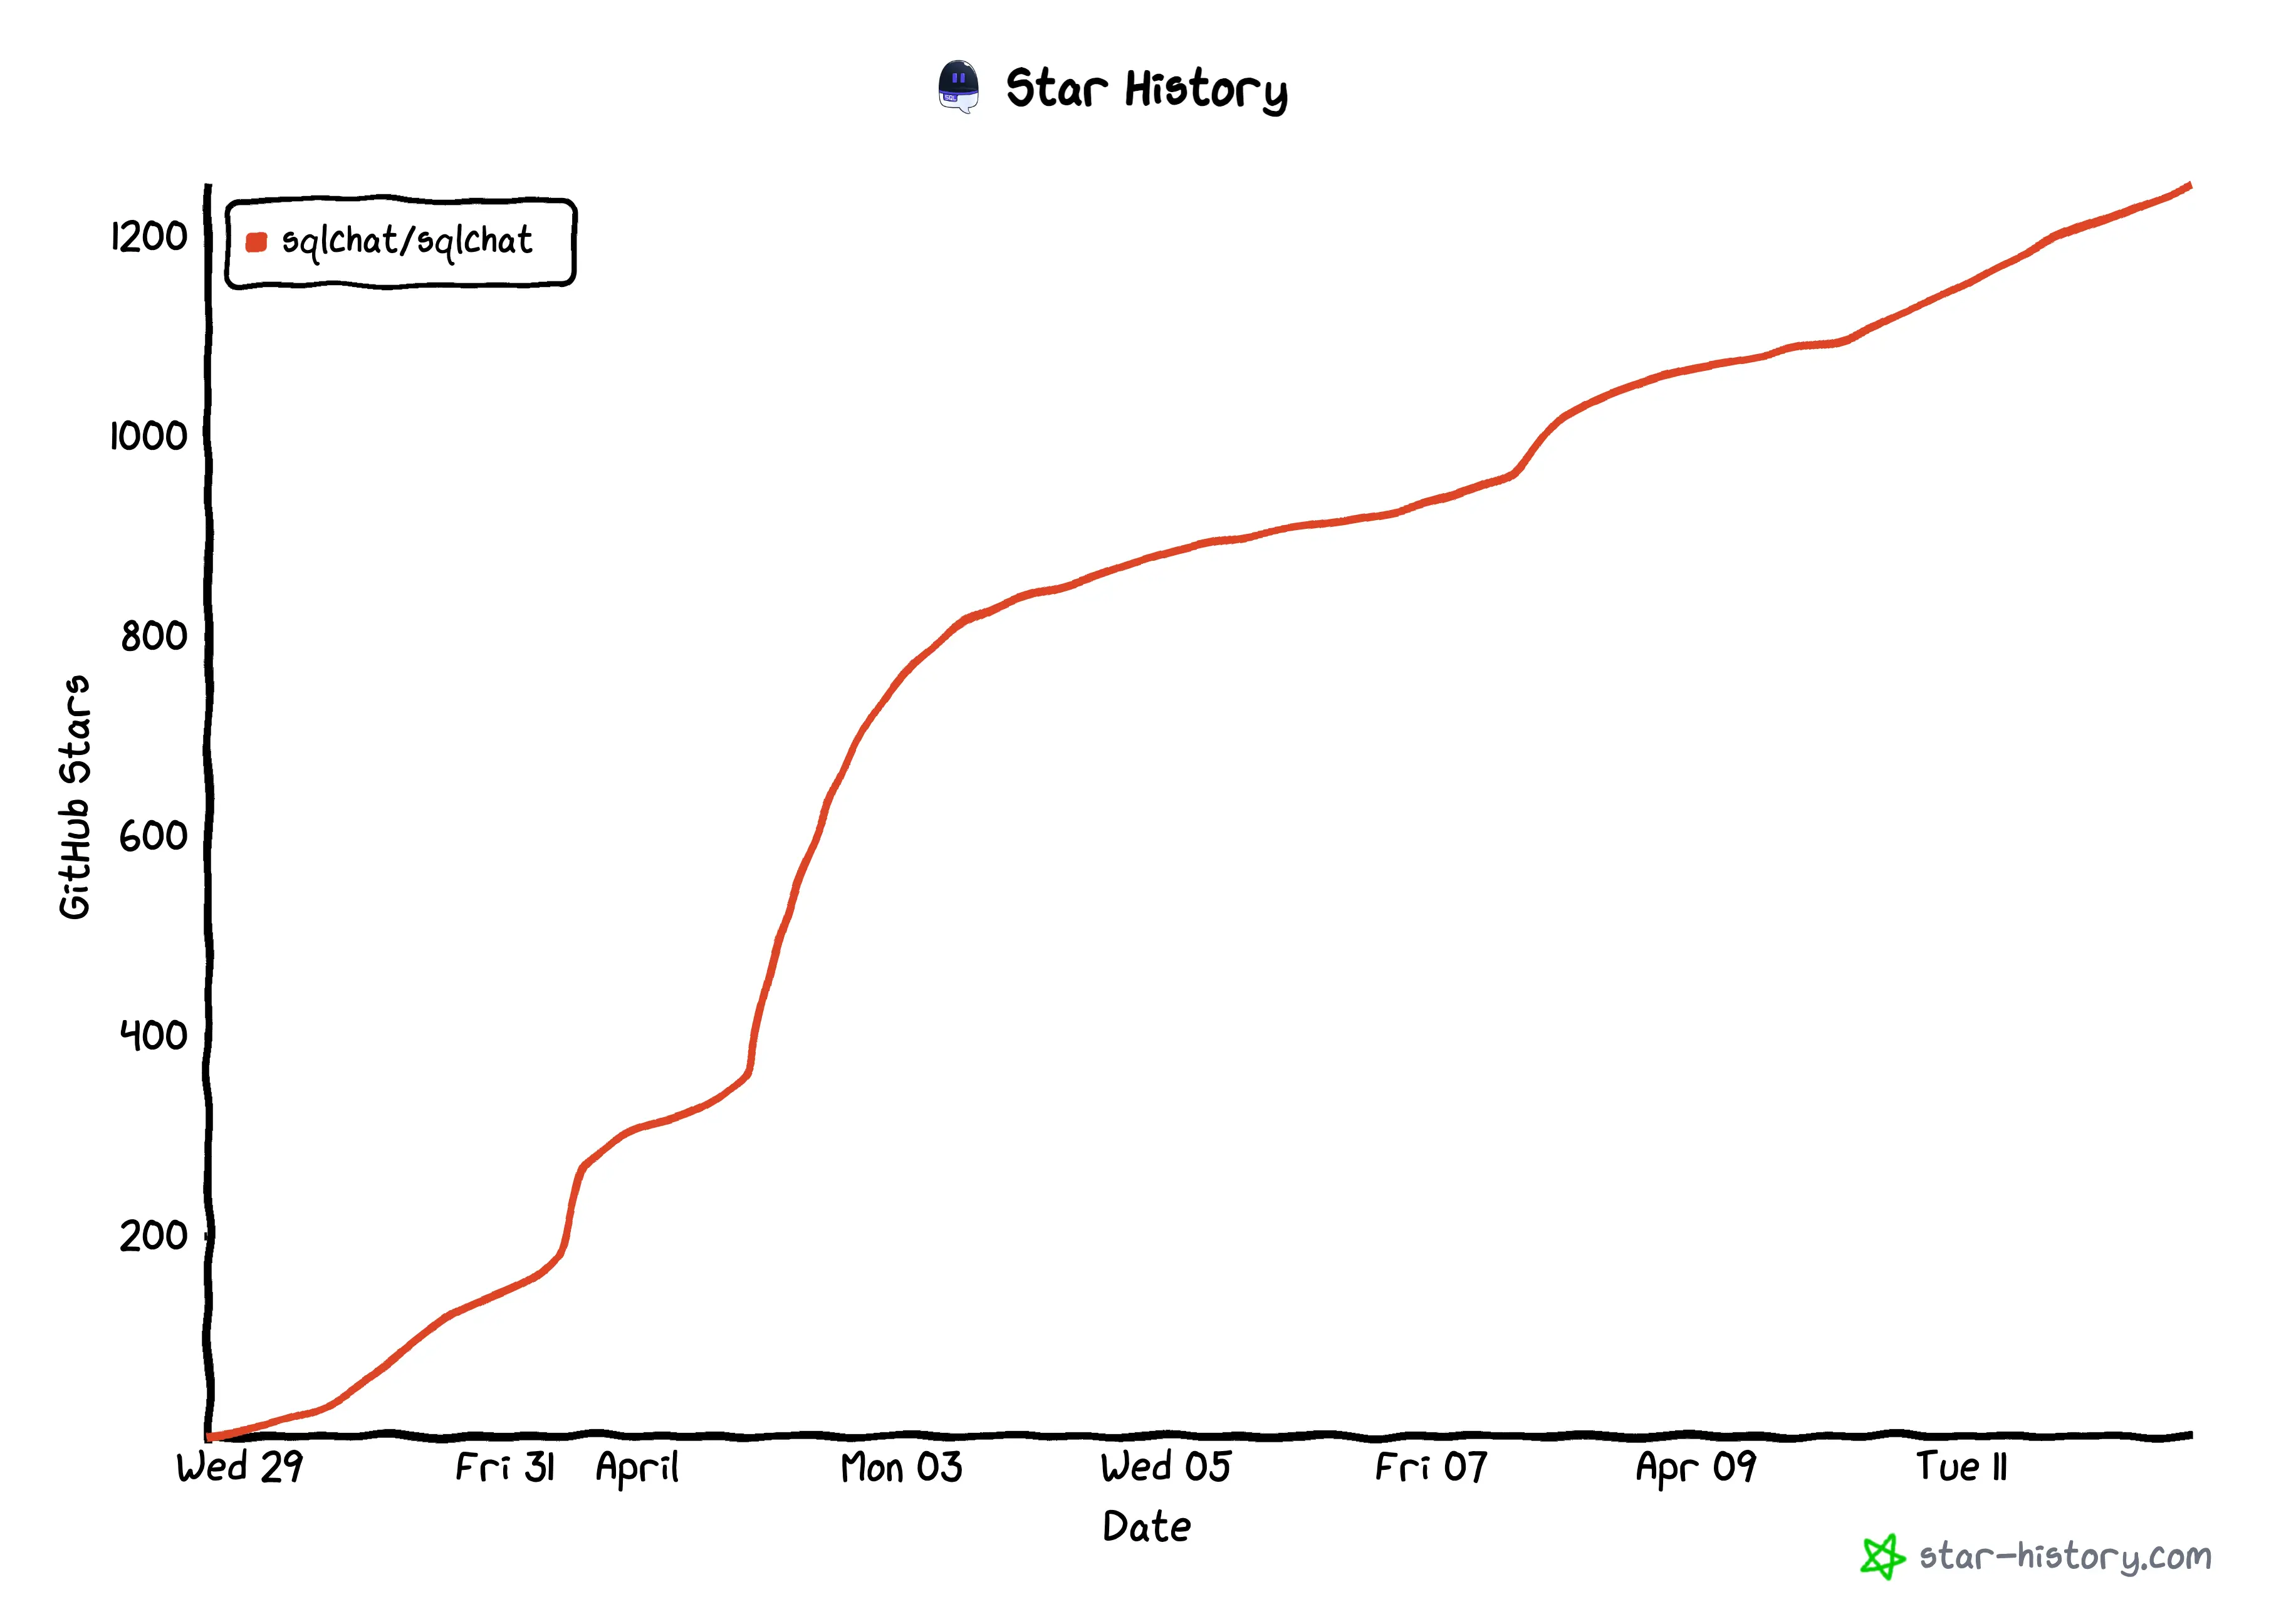 Star History
sqlchat/sqlchat
1200
1000
800
600
400
200
GitHub Stars
Wed 29 Fri 31 April Mon 03 Wed 05 Fri 07 Apr 09 Tue 11
Date
star-history.com
SQL